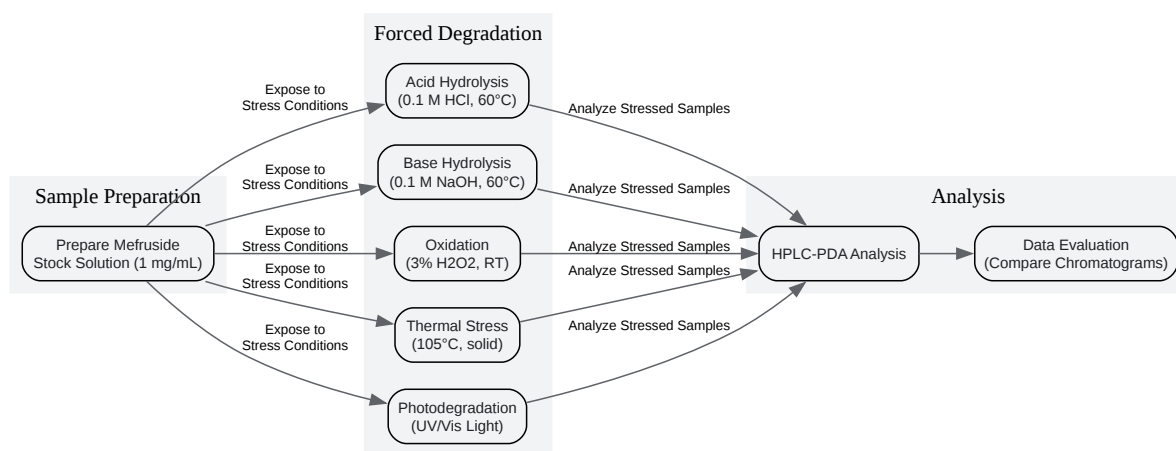 Sample Preparation
Prepare Mefruside
Stock Solution (1 mg/mL)
Expose to
Stress Conditions
Expose to
Stress Conditions
Expose to
Stress Conditions
Expose to
Stress Conditions
Expose to
Stress Conditions
Forced Degradation
Acid Hydrolysis
(0.1 M HCl, 60°C)
Base Hydrolysis
(0.1 M NaOH, 60°C)
Oxidation
(3% H2O2, RT)
Thermal Stress
(105°C, solid)
Photodegradation
(UV/Vis Light)
Analyze Stressed Samples
Analyze Stressed Samples
Analyze Stressed Samples
Analyze Stressed Samples
Analyze Stressed Samples
Analysis
HPLC-PDA Analysis
Data Evaluation
(Compare Chromatograms)